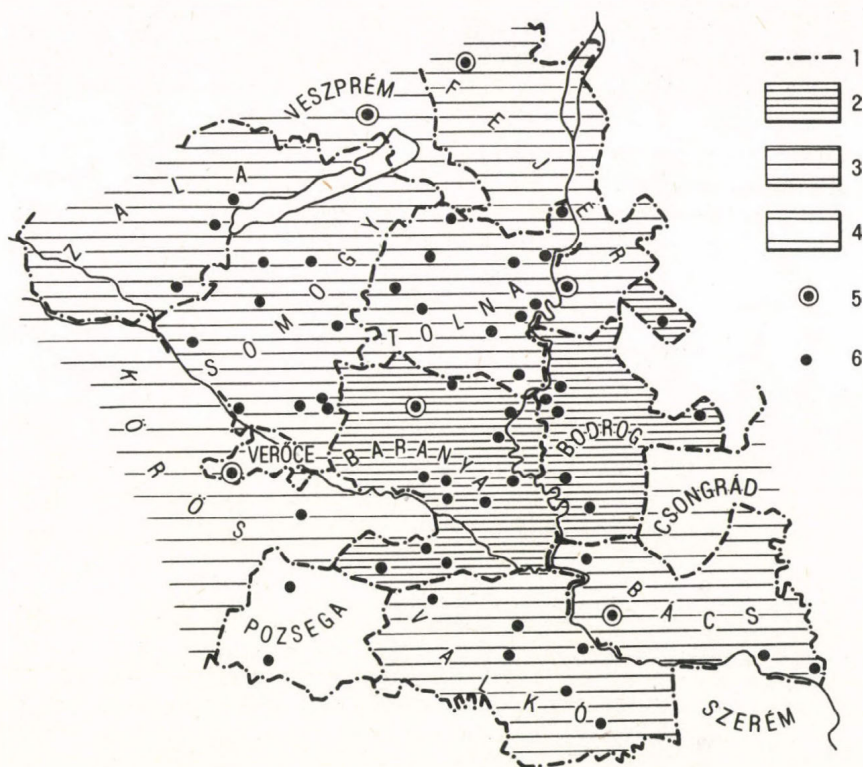 VESZPRÉM
FEJÉR
ZALA
SOMOGY
TOLNA
KŐRÖS
VERŐCE
BARANYA
BODROG
CSONGRÁD
BÁCS
POZSEGA
VALKÓ
SZERÉM
1
2
3
4
5
6